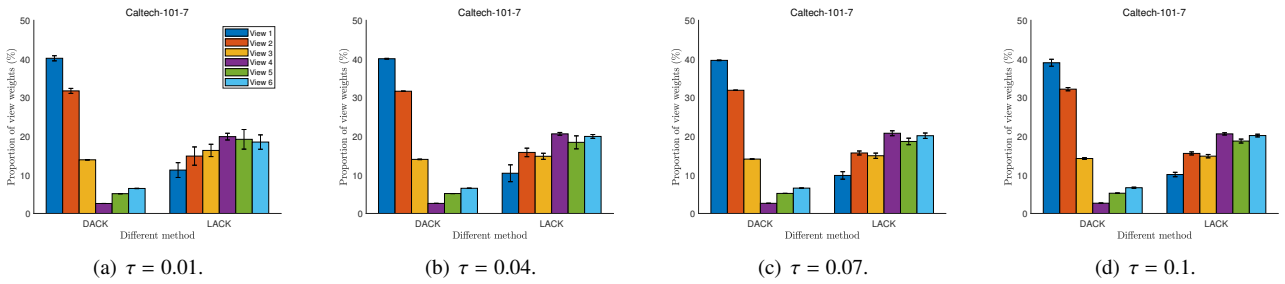 Caltech-101-7
50
40
30
20
10
0
Proportion of view weights (%)
View 1
View 2
View 3
View 4
View 5
View 6
DACK
LACK
Different method
(a) τ = 0.01.
Caltech-101-7
50
40
30
20
10
0
Proportion of view weights (%)
DACK
LACK
Different method
(b) τ = 0.04.
Caltech-101-7
50
40
30
20
10
0
Proportion of view weights (%)
DACK
LACK
Different method
(c) τ = 0.07.
Caltech-101-7
50
40
30
20
10
0
Proportion of view weights (%)
DACK
LACK
Different method
(d) τ = 0.1.